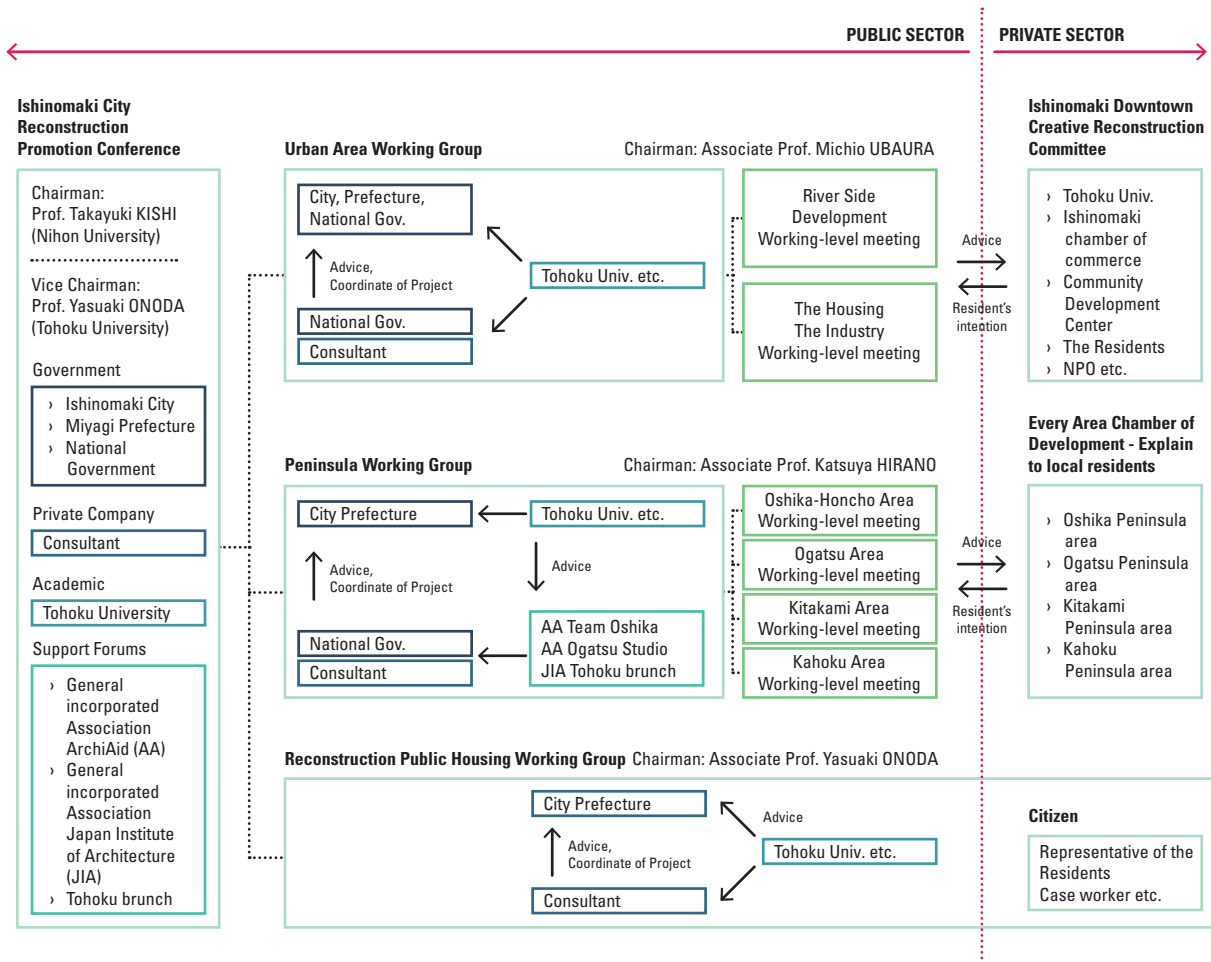 PUBLIC SECTOR
PRIVATE SECTOR
Ishinomaki City
Reconstruction
Promotion Conference
Chairman:
Prof. Takayuki KISHI
(Nihon University)
Vice Chairman:
Prof. Yasuaki ONODA
(Tohoku University)
Government
› Ishinomaki City
› Miyagi Prefecture
› National
Government
Private Company
Consultant
Academic
Tohoku University
Support Forums
› General
incorporated
Association
ArchiAid (AA)
› General
incorporated
Association
Japan Institute
of Architecture
(JIA)
› Tohoku brunch
Urban Area Working Group
Chairman: Associate Prof. Michio UBAURA
City, Prefecture,
National Gov.
Advice,
Coordinate of Project
National Gov.
Consultant
Tohoku Univ. etc.
River Side
Development
Working-level meeting
The Housing
The Industry
Working-level meeting
Advice
Resident's
intention
Ishinomaki Downtown
Creative Reconstruction
Committee
› Tohoku Univ.
› Ishinomaki
chamber of
commerce
› Community
Development
Center
› The Residents
› NPO etc.
Peninsula Working Group
Chairman: Associate Prof. Katsuya HIRANO
City Prefecture
Tohoku Univ. etc.
Advice,
Coordinate of Project
Advice
National Gov.
Consultant
AA Team Oshika
AA Ogatsu Studio
JIA Tohoku brunch
Oshika-Honcho Area
Working-level meeting
Ogatsu Area
Working-level meeting
Kitakami Area
Working-level meeting
Kahoku Area
Working-level meeting
Advice
Resident's
intention
Every Area Chamber of
Development - Explain
to local residents
› Oshika Peninsula
area
› Ogatsu Peninsula
area
› Kitakami
Peninsula area
› Kahoku
Peninsula area
Reconstruction Public Housing Working Group Chairman: Associate Prof. Yasuaki ONODA
City Prefecture
Advice,
Coordinate of Project
Consultant
Advice
Tohoku Univ. etc.
Citizen
Representative of the
Residents
Case worker etc.